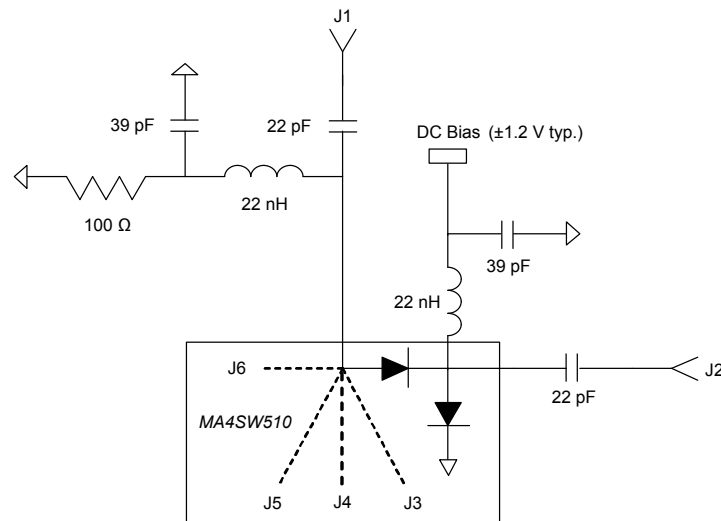 J1
39 pF
22 pF
DC Bias (±1.2 V typ.)
22 nH
100 Ω
39 pF
22 nH
J6
J2
22 pF
MA4SW510
J5
J4
J3